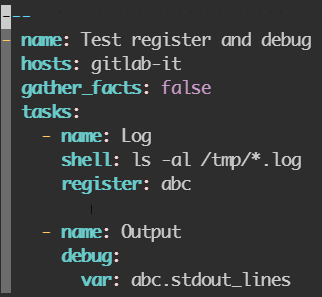 ---
- name: Test register and debug
  hosts: gitlab-it
  gather_facts: false
  tasks:
    - name: Log
      shell: ls -al /tmp/*.log
      register: abc

    - name: Output
      debug:
        var: abc.stdout_lines